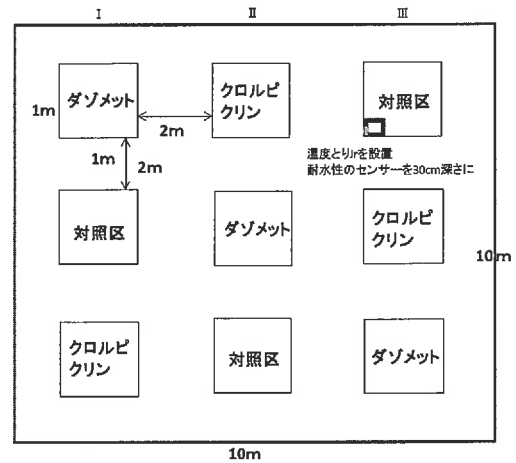 Ⅰ Ⅱ Ⅲ
ダゾメット
クロルピ
クリン
対照区
1m
2m
温度とりJrを設置
耐水性のセンサーを30cm深さに
1m
2m
対照区
ダゾメット
クロルピ
クリン
10m
クロルピ
クリン
対照区
ダゾメット
10m